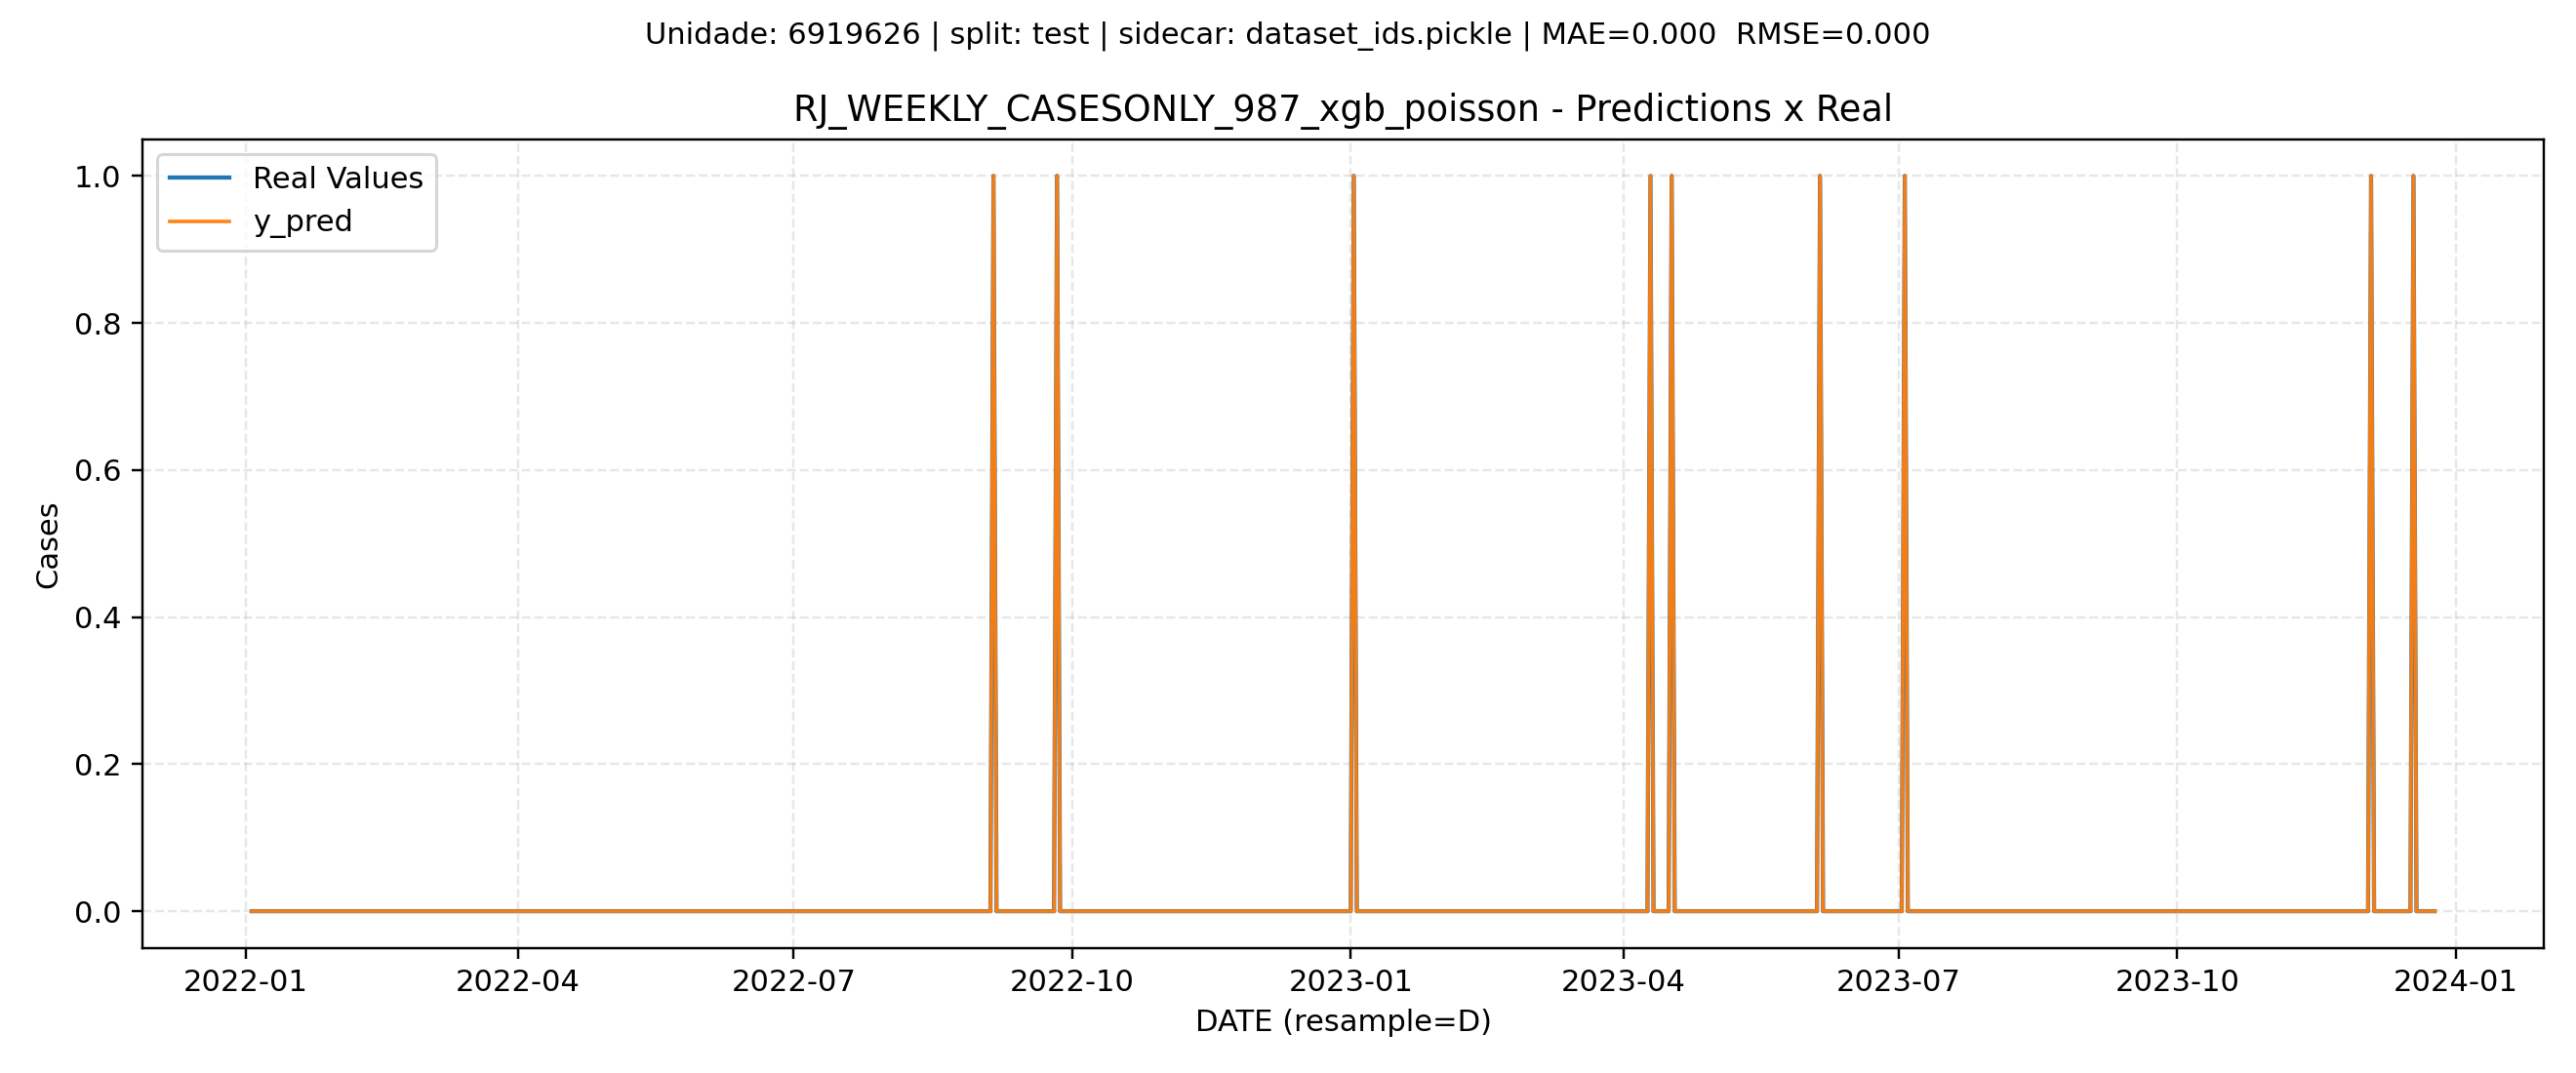 Unidade: 6919626 | split: test | sidecar: dataset_ids.pickle | MAE=0.000  RMSE=0.000
RJ_WEEKLY_CASESONLY_987_xgb_poisson - Predictions x Real
Real Values
y_pred
1.0
0.8
0.6
0.4
0.2
0.0
Cases
2022-01 2022-04 2022-07 2022-10 2023-01 2023-04 2023-07 2023-10 2024-01
DATE (resample=D)